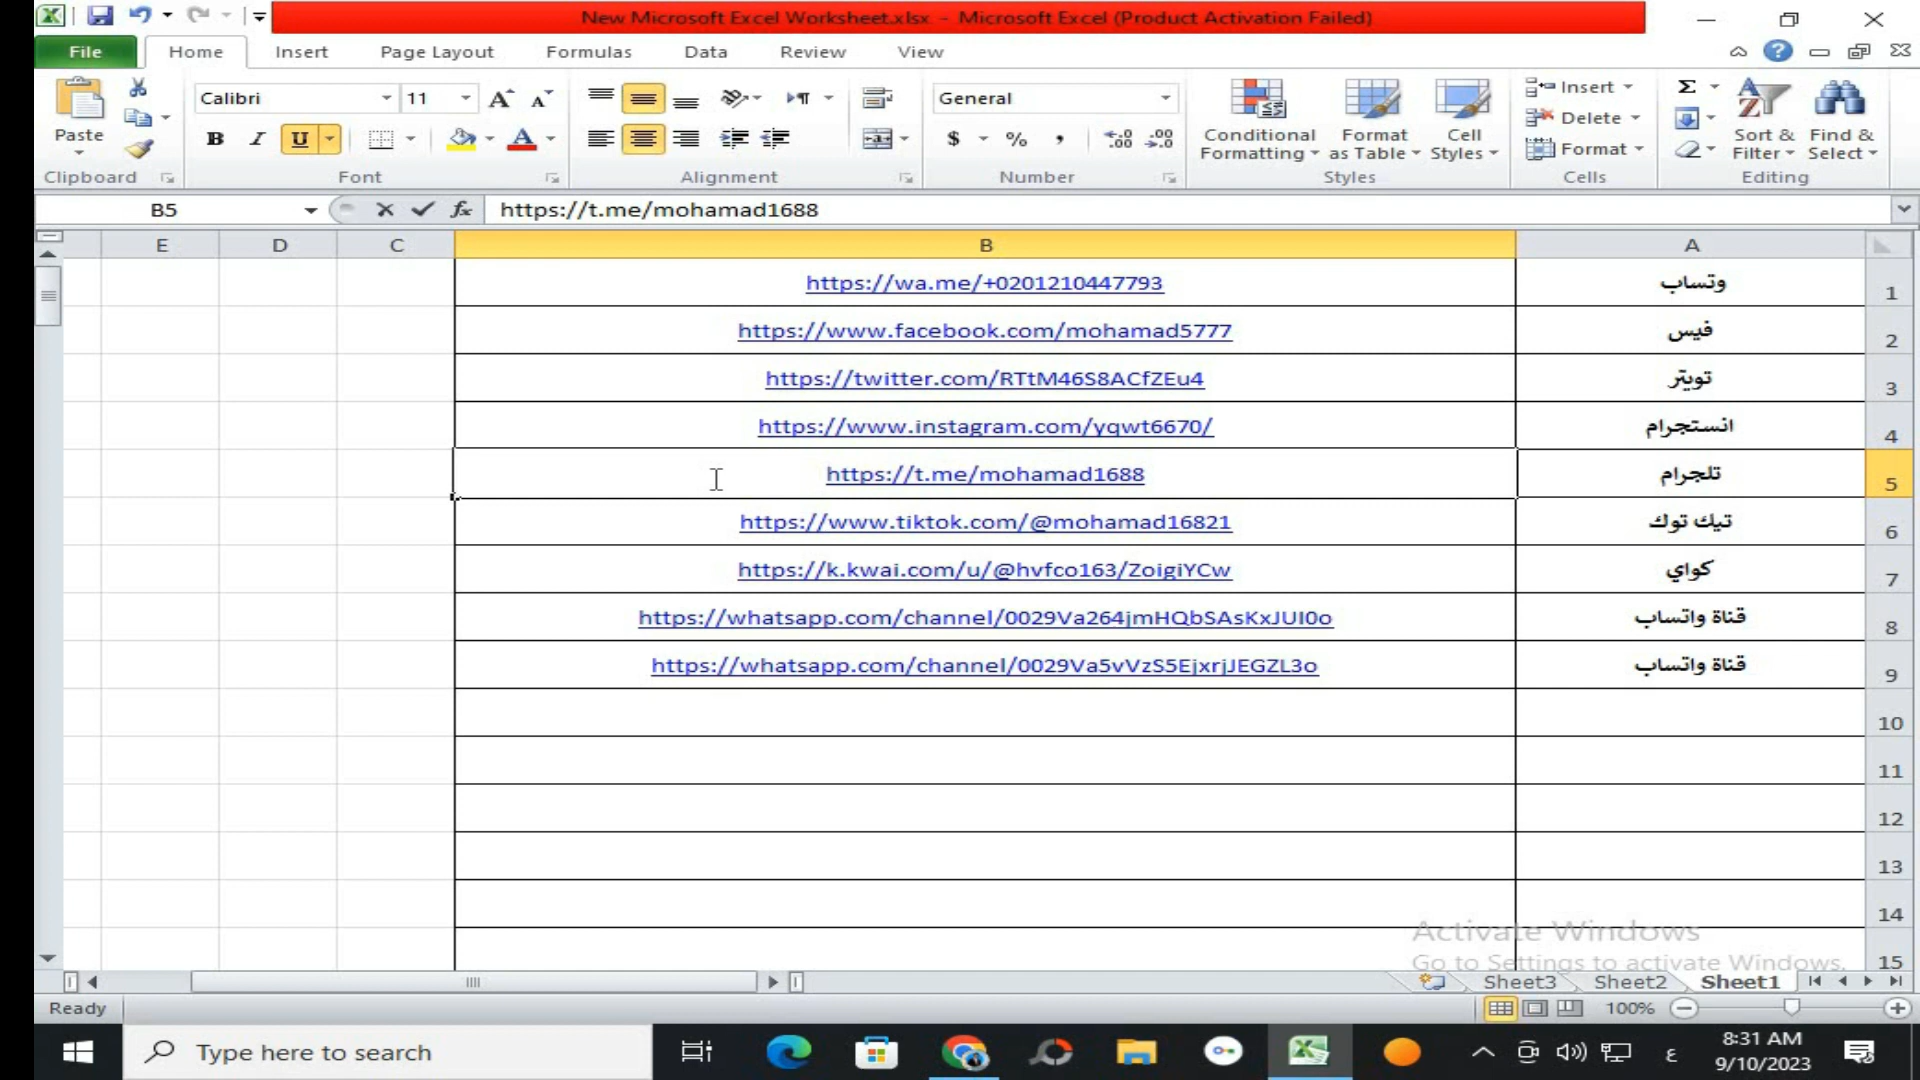 New Microsoft Excel Worksheet.xlsx - Microsoft Excel (Product Activation Failed)
File Home Insert Page Layout Formulas Data Review View
Paste
Clipboard
Calibri 11
B I U
Font
Alignment
General
$ % ,
Number
Conditional Formatting
Format as Table
Cell Styles
Styles
Insert
Delete
Format
Cells
Σ
Sort & Filter
Find & Select
Editing
B5 fx https://t.me/mohamad1688
E D C B A
https://wa.me/+0201210447793 وتساب 1
https://www.facebook.com/mohamad5777 فيس 2
https://twitter.com/RTtM46S8ACfZEu4 تويتر 3
https://www.instagram.com/yqwt6670/ انستجرام 4
https://t.me/mohamad1688 تلجرام 5
https://www.tiktok.com/@mohamad16821 تيك توك 6
https://k.kwai.com/u/@hvfco163/ZoigiYCw كواي 7
https://whatsapp.com/channel/0029Va264jmHQbSAsKxJUI0o قناة واتساب 8
https://whatsapp.com/channel/0029Va5vVzS5EjxrjJEGZL3o قناة واتساب 9
10
11
12
13
14
15
Activate Windows
Go to Settings to activate Windows.
Sheet3 Sheet2 Sheet1
Ready 100%
Type here to search
ع
8:31 AM
9/10/2023